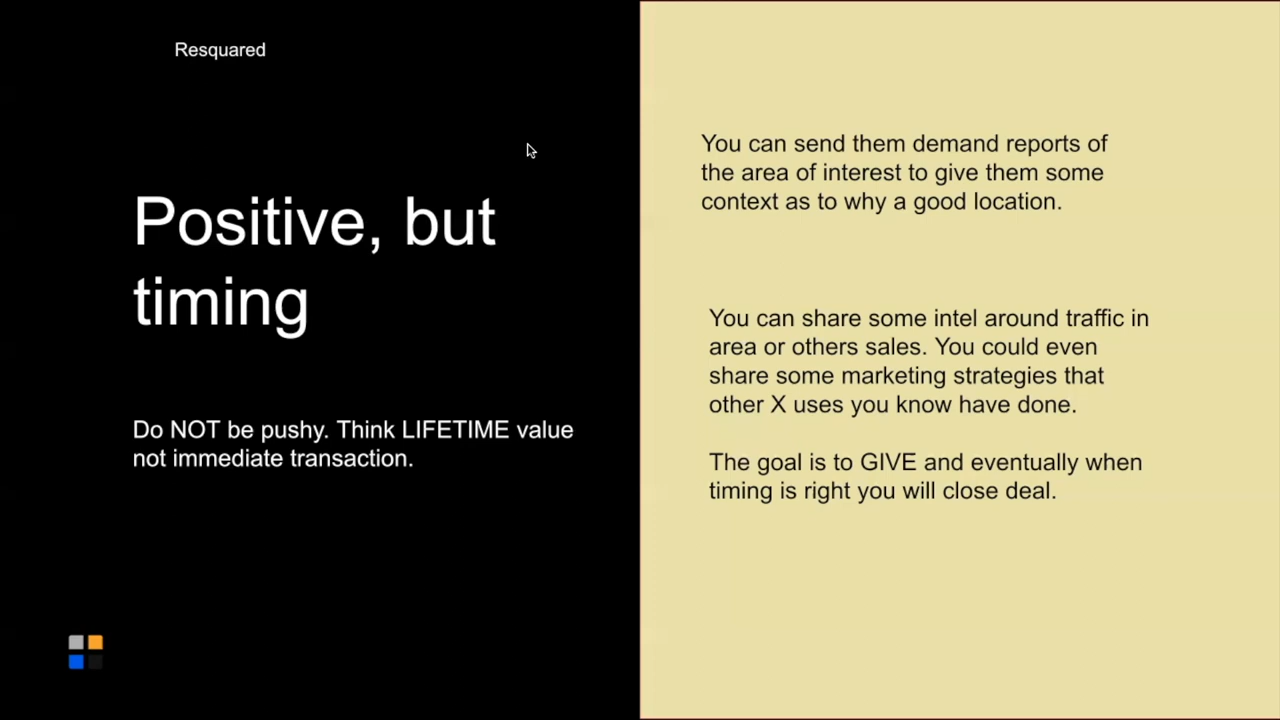 Resquared
Positive, but
timing
Do NOT be pushy. Think LIFETIME value
not immediate transaction.
You can send them demand reports of
the area of interest to give them some
context as to why a good location.
You can share some intel around traffic in
area or others sales. You could even
share some marketing strategies that
other X uses you know have done.
The goal is to GIVE and eventually when
timing is right you will close deal.